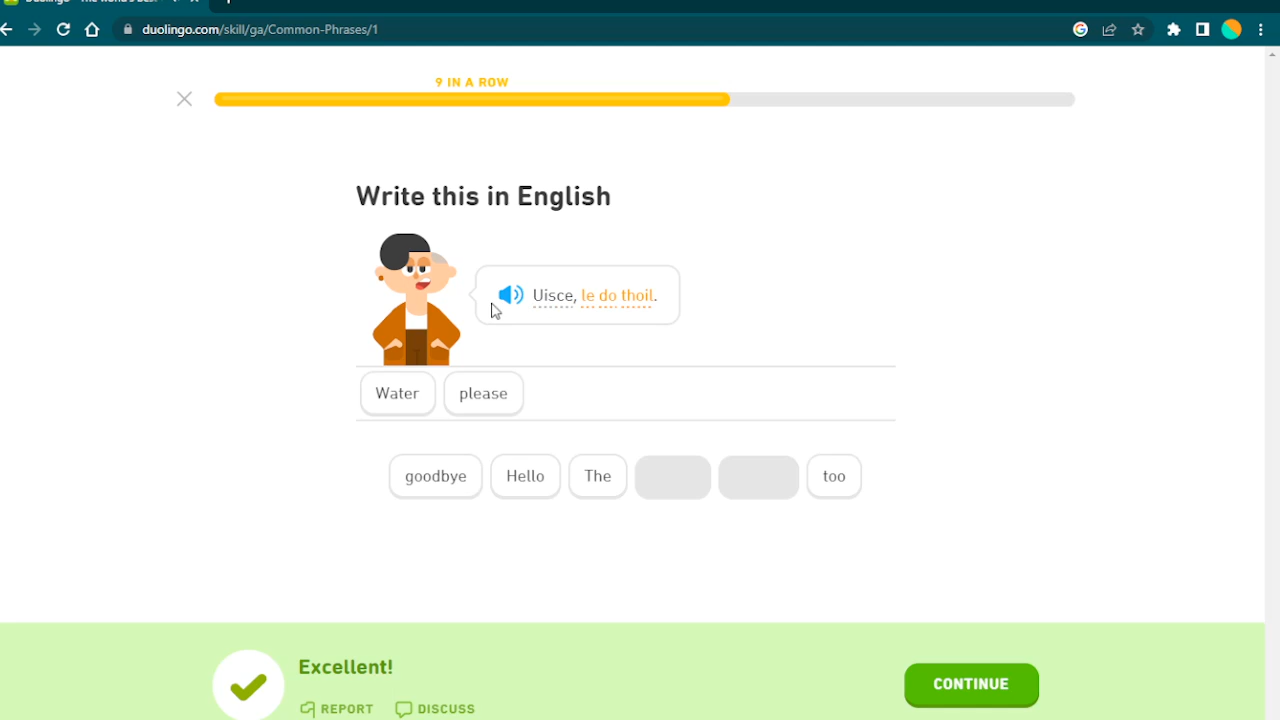 duolingo.com/skill/ga/Common-Phrases/1
9 IN A ROW
Write this in English
Uisce, le do thoil.
Water please
goodbye Hello The too
Excellent!
REPORT DISCUSS
CONTINUE